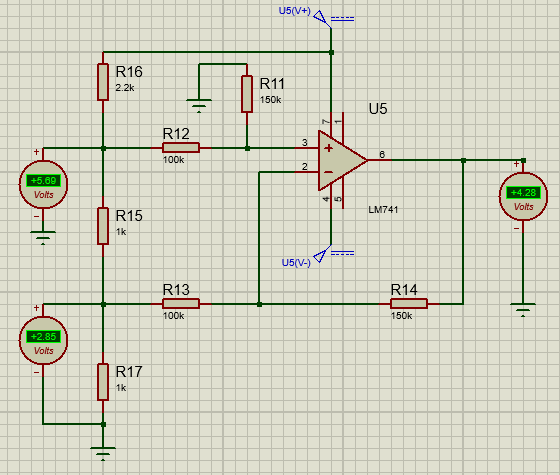 U5(V+)
R16
2.2k
R11
150k
U5
7
1
R12
100k
3
6
2
+
+5.69
Volts
-
+
+4.28
Volts
-
4
5
LM741
R15
1k
U5(V-)
R13
100k
R14
150k
+
+2.85
Volts
-
R17
1k